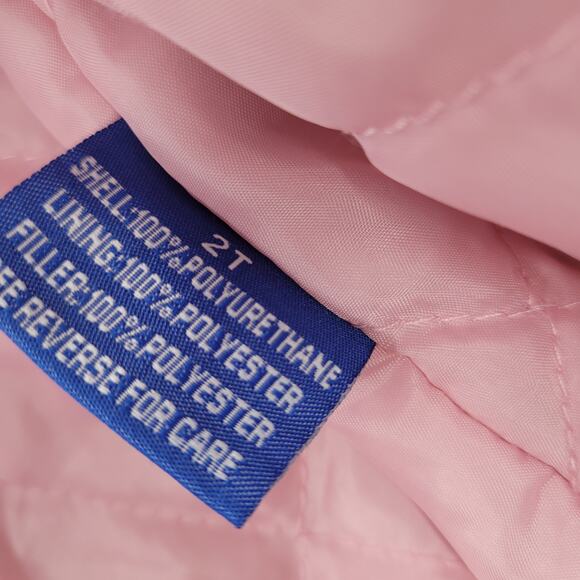 2T
SHELL:100%POLYURETHANE
LINING:100%POLYESTER
FILLER:100%POLYESTER
REVERSE FOR CARE